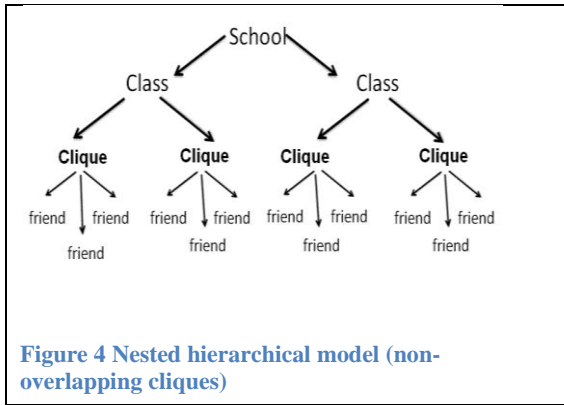 School
Class Class
Clique Clique Clique Clique
friend friend friend friend friend friend friend friend
friend friend friend friend
Figure 4 Nested hierarchical model (non-
overlapping cliques)